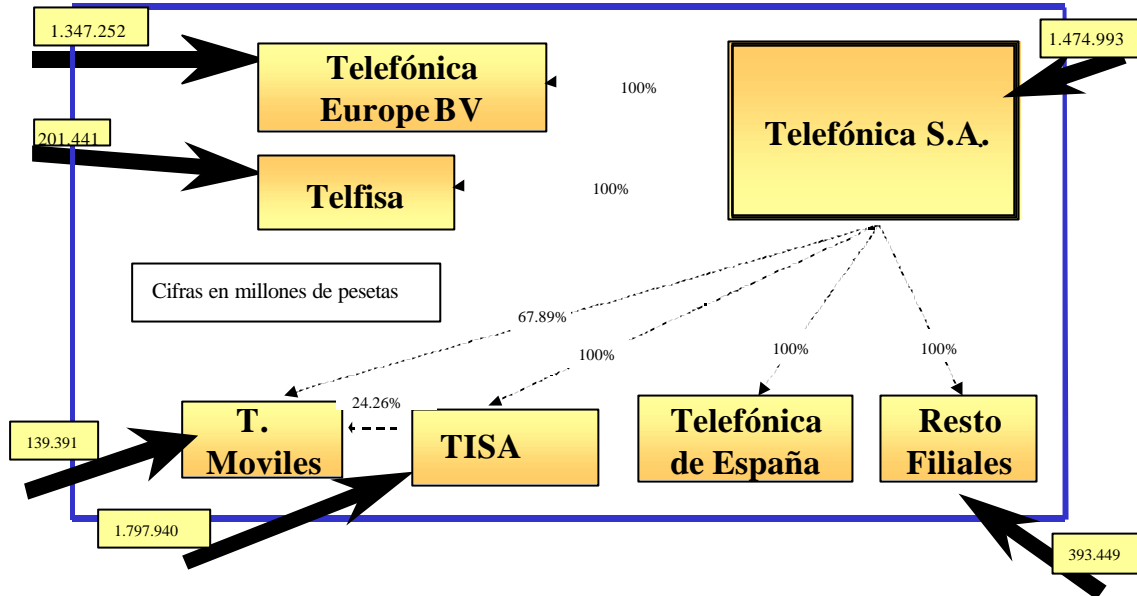 1.347.252
1.474.993
Telefónica
Europe BV
100%
Telefónica S.A.
201.441
Telfisa
100%
Cifras en millones de pesetas
67.89%
100%
100%
100%
24.26%
T.
Moviles
TISA
Telefónica
de España
Resto
Filiales
139.391
1.797.940
393.449